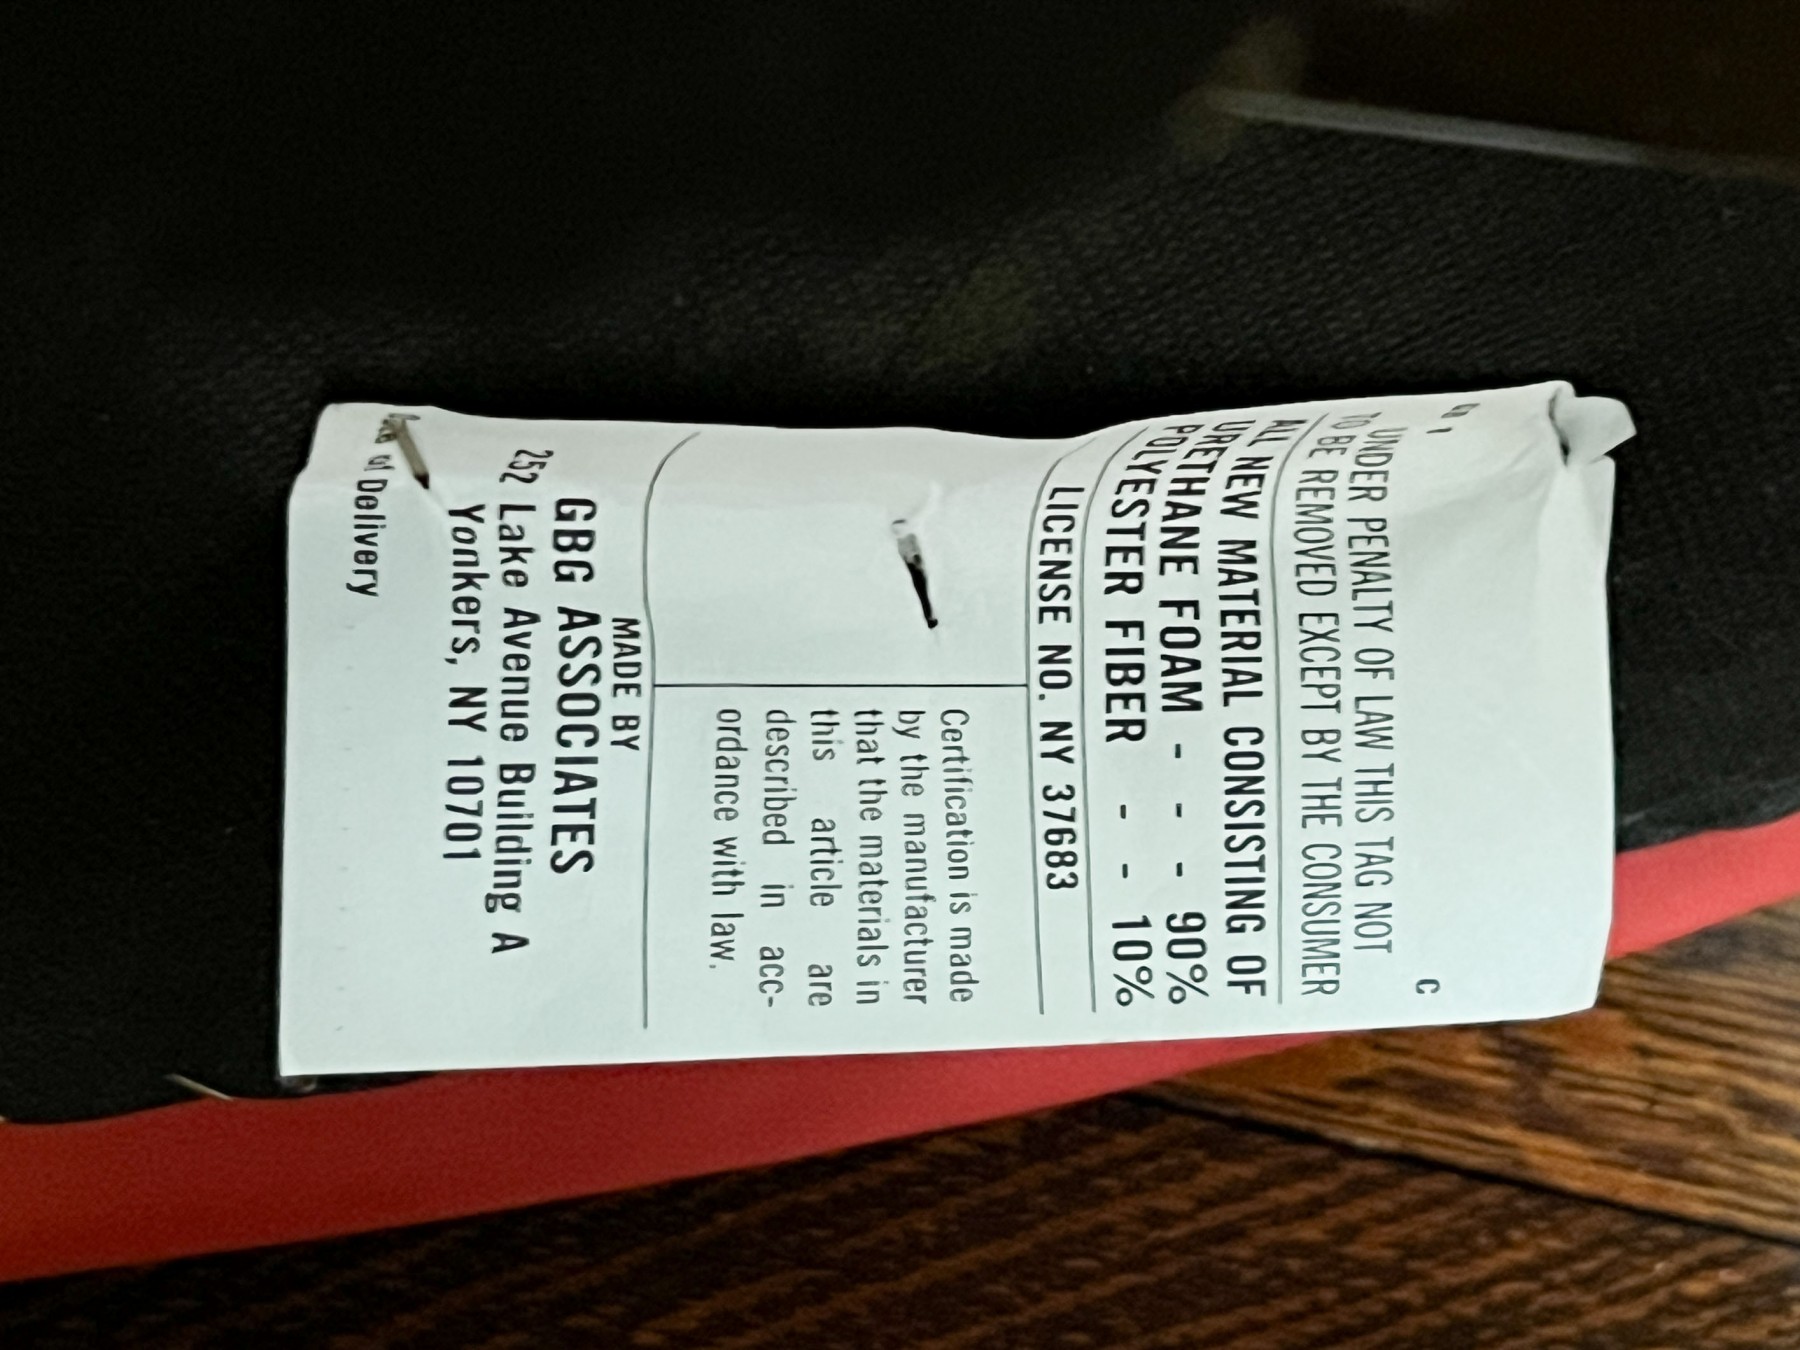 C
UNDER PENALTY OF LAW THIS TAG NOT
TO BE REMOVED EXCEPT BY THE CONSUMER
ALL NEW MATERIAL CONSISTING OF
URETHANE FOAM - - - 90%
POLYESTER FIBER - - 10%
LICENSE NO. NY 37683
Certification is made
by the manufacturer
that the materials in
this article are
described in acc-
ordance with law.
MADE BY
GBG ASSOCIATES
252 Lake Avenue Building A
Yonkers, NY 10701
of Delivery